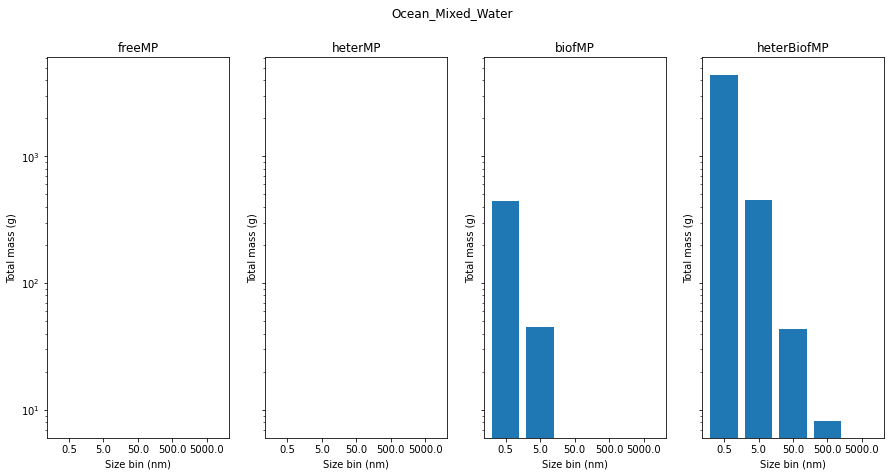 Ocean_Mixed_Water
freeMP
heterMP
biofMP
heterBiofMP
Total mass (g)
10³
10²
10¹
0.5 5.0 50.0 500.0 5000.0
Size bin (nm)
Total mass (g)
0.5 5.0 50.0 500.0 5000.0
Size bin (nm)
Total mass (g)
0.5 5.0 50.0 500.0 5000.0
Size bin (nm)
Total mass (g)
0.5 5.0 50.0 500.0 5000.0
Size bin (nm)